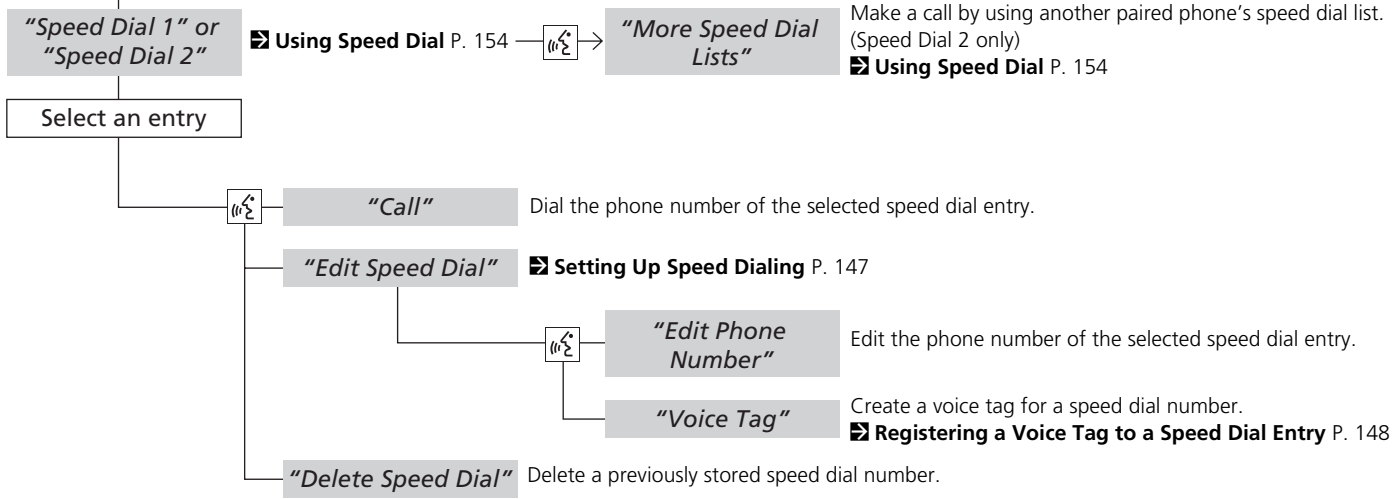 “Speed Dial 1” or
“Speed Dial 2”
Using Speed Dial P. 154
“More Speed Dial
Lists”
Make a call by using another paired phone’s speed dial list.
(Speed Dial 2 only)
Using Speed Dial P. 154
Select an entry
“Call”
Dial the phone number of the selected speed dial entry.
“Edit Speed Dial”
Setting Up Speed Dialing P. 147
“Edit Phone
Number”
Edit the phone number of the selected speed dial entry.
“Voice Tag”
Create a voice tag for a speed dial number.
Registering a Voice Tag to a Speed Dial Entry P. 148
“Delete Speed Dial”
Delete a previously stored speed dial number.